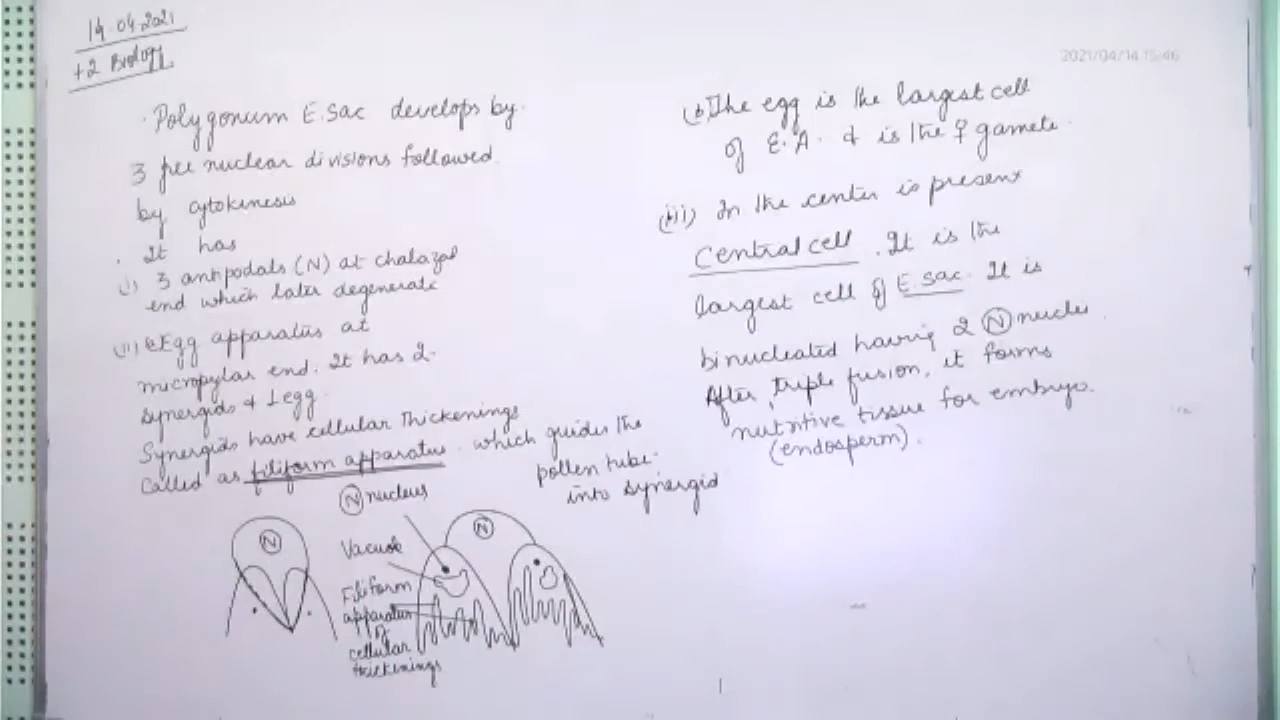 14.04.2021
+2 Biology
2021/04/14 15:46
Polygonum E.sac develops by
3 free nuclear divisions followed
by cytokenesis
It has
(i) 3 antipodals (N) at chalazal
end which later degenerate
(ii) Egg apparatus at
micropylar end. It has 2
synergids & 1 egg.
Synergids have cellular thickenings
called as filiform apparatus which guides the
pollen tube
into synergid
N nucleus
N
N
Vacuole
Filiform
apparatus
or
cellular
thickenings
(b) The egg is the largest cell
of E.A. & is the ♀ gamete
(iii) In the center is present
Central cell. It is the
largest cell of E.sac. It is
binucleated having 2 N nuclei
After triple fusion, it forms
nutritive tissue for embryo
(endosperm).